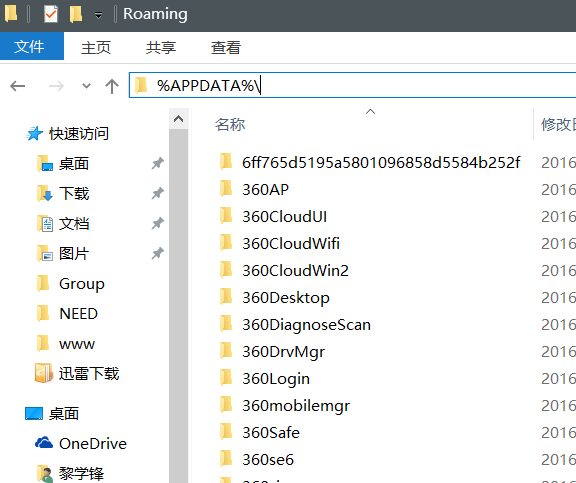 Roaming
文件 主页 共享 查看
%APPDATA%\
名称 修改日
快速访问
桌面
下载
文档
图片
Group
NEED
www
迅雷下载
桌面
OneDrive
黎学锋
6ff765d5195a5801096858d5584b252f 2016
360AP 2016
360CloudUI 2016
360CloudWifi 2016
360CloudWin2 2016
360Desktop 2016
360DiagnoseScan 2016
360DrvMgr 2016
360Login 2016
360mobilemgr 2016
360Safe 2016
360se6 2016